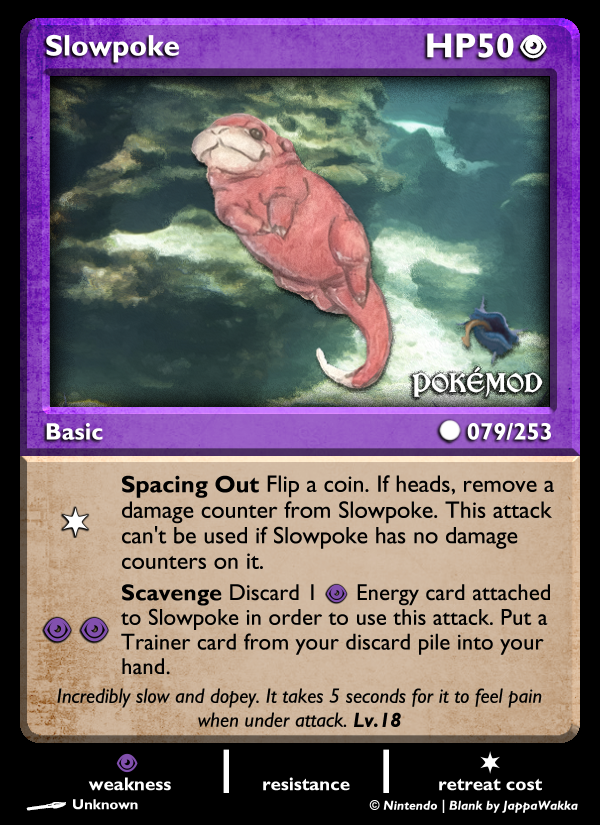 Slowpoke
HP50
POKÉMOD
Basic
079/253
Spacing Out Flip a coin. If heads, remove a
damage counter from Slowpoke. This attack
can't be used if Slowpoke has no damage
counters on it.
Scavenge Discard 1 Energy card attached
to Slowpoke in order to use this attack. Put a
Trainer card from your discard pile into your
hand.
Incredibly slow and dopey. It takes 5 seconds for it to feel pain
when under attack. Lv.18
weakness
resistance
retreat cost
Unknown
© Nintendo | Blank by JappaWakka